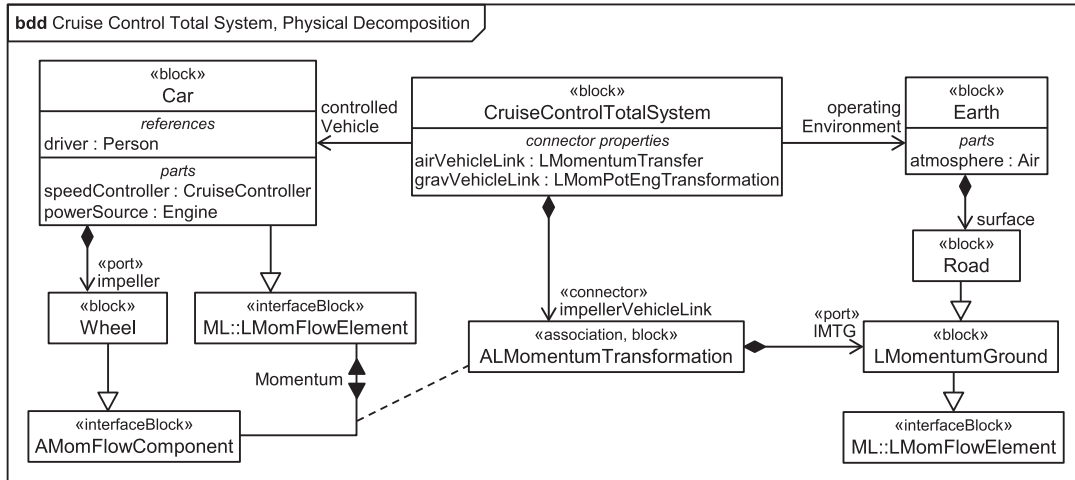 bdd Cruise Control Total System, Physical Decomposition
«block»
Car
references
driver : Person
parts
speedController : CruiseController
powerSource : Engine
controlled
Vehicle
«block»
CruiseControlTotalSystem
connector properties
airVehicleLink : LMomentumTransfer
gravVehicleLink : LMomPotEngTransformation
operating
Environment
«block»
Earth
parts
atmosphere : Air
surface
«block»
Road
«port»
impeller
«block»
Wheel
«interfaceBlock»
ML::LMomFlowElement
«connector»
impellerVehicleLink
«association, block»
ALMomentumTransformation
«port»
lMTG
«block»
LMomentumGround
Momentum
«interfaceBlock»
AMomFlowComponent
«interfaceBlock»
ML::LMomFlowElement